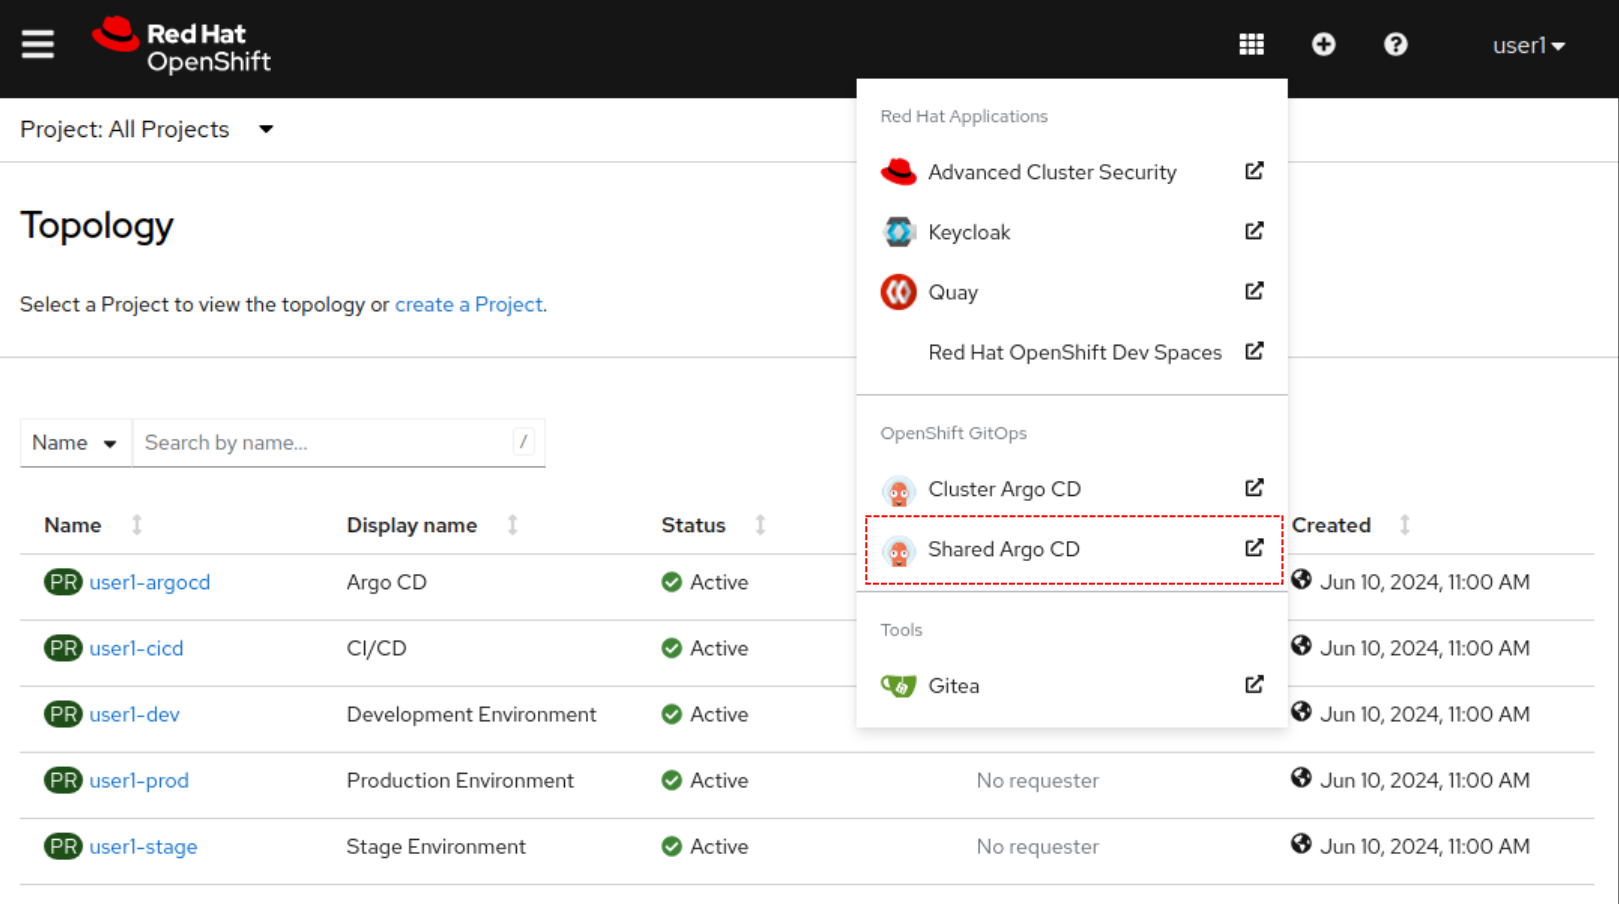 Red Hat
OpenShift
user1
Project: All Projects
Topology
Select a Project to view the topology or create a Project.
Name
Search by name...
/
Red Hat Applications
Advanced Cluster Security
Keycloak
Quay
Red Hat OpenShift Dev Spaces
OpenShift GitOps
Cluster Argo CD
Shared Argo CD
Tools
Gitea
Name Display name Status Created
PR user1-argocd Argo CD Active Jun 10, 2024, 11:00 AM
PR user1-cicd CI/CD Active Jun 10, 2024, 11:00 AM
PR user1-dev Development Environment Active Jun 10, 2024, 11:00 AM
PR user1-prod Production Environment Active No requester Jun 10, 2024, 11:00 AM
PR user1-stage Stage Environment Active No requester Jun 10, 2024, 11:00 AM